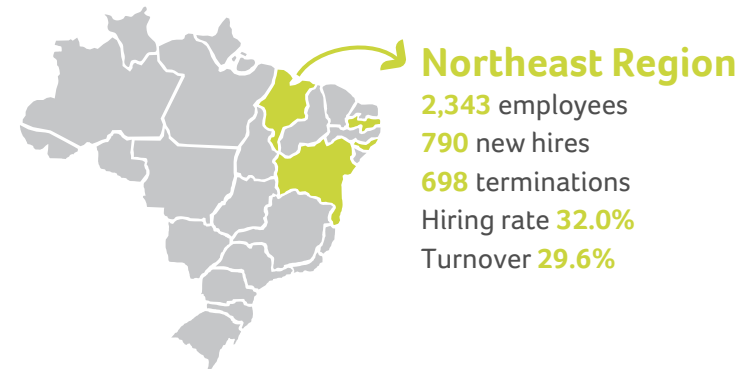 Northeast Region
2,343 employees
790 new hires
698 terminations
Hiring rate 32.0%
Turnover 29.6%